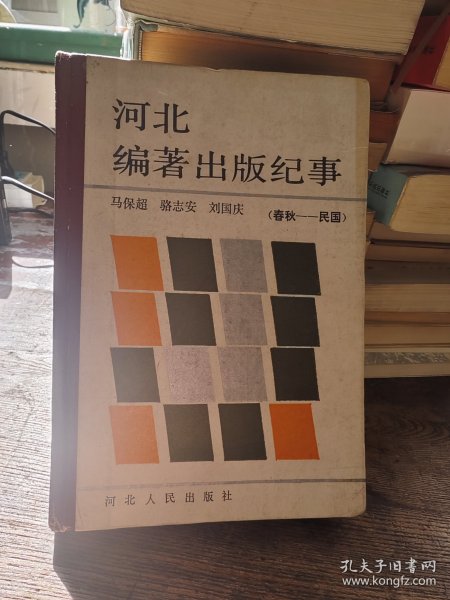 河北
编著出版纪事
马保超 骆志安 刘国庆 (春秋——民国)
河北人民出版社
孔夫子旧书网
www.kongfz.com